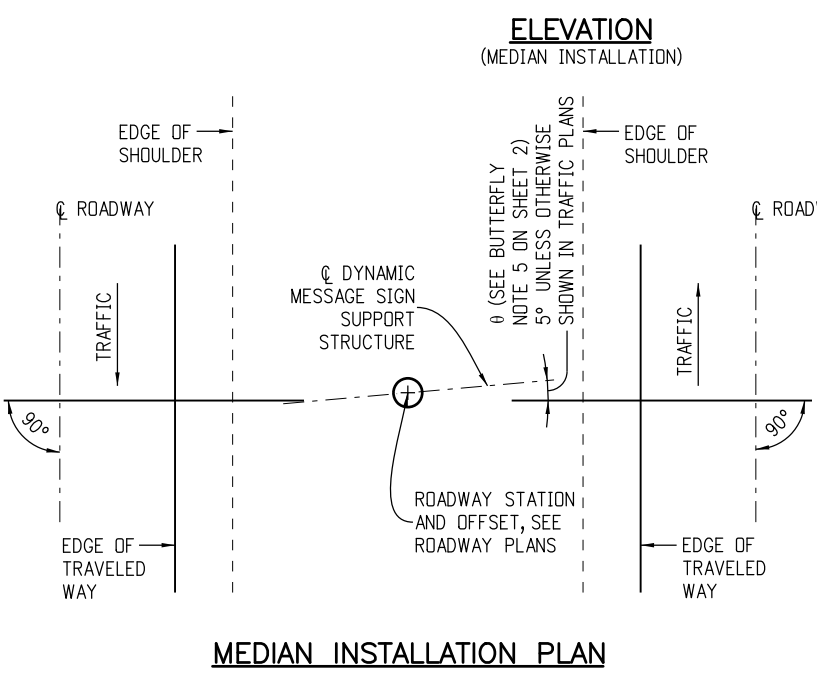 ELEVATION
(MEDIAN INSTALLATION)
EDGE OF
SHOULDER
EDGE OF
SHOULDER
θ (SEE BUTTERFLY
NOTE 5 ON SHEET 2)
5° UNLESS OTHERWISE
SHOWN IN TRAFFIC PLANS
℄ ROADWAY
℄ ROADW
℄ DYNAMIC
MESSAGE SIGN
SUPPORT
STRUCTURE
TRAFFIC
TRAFFIC
90°
90°
ROADWAY STATION
AND OFFSET, SEE
ROADWAY PLANS
EDGE OF
TRAVELED
WAY
EDGE OF
TRAVELED
WAY
MEDIAN INSTALLATION PLAN